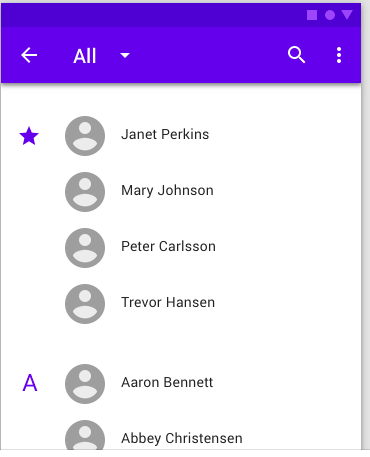 All
Janet Perkins
Mary Johnson
Peter Carlsson
Trevor Hansen
A
Aaron Bennett
Abbey Christensen